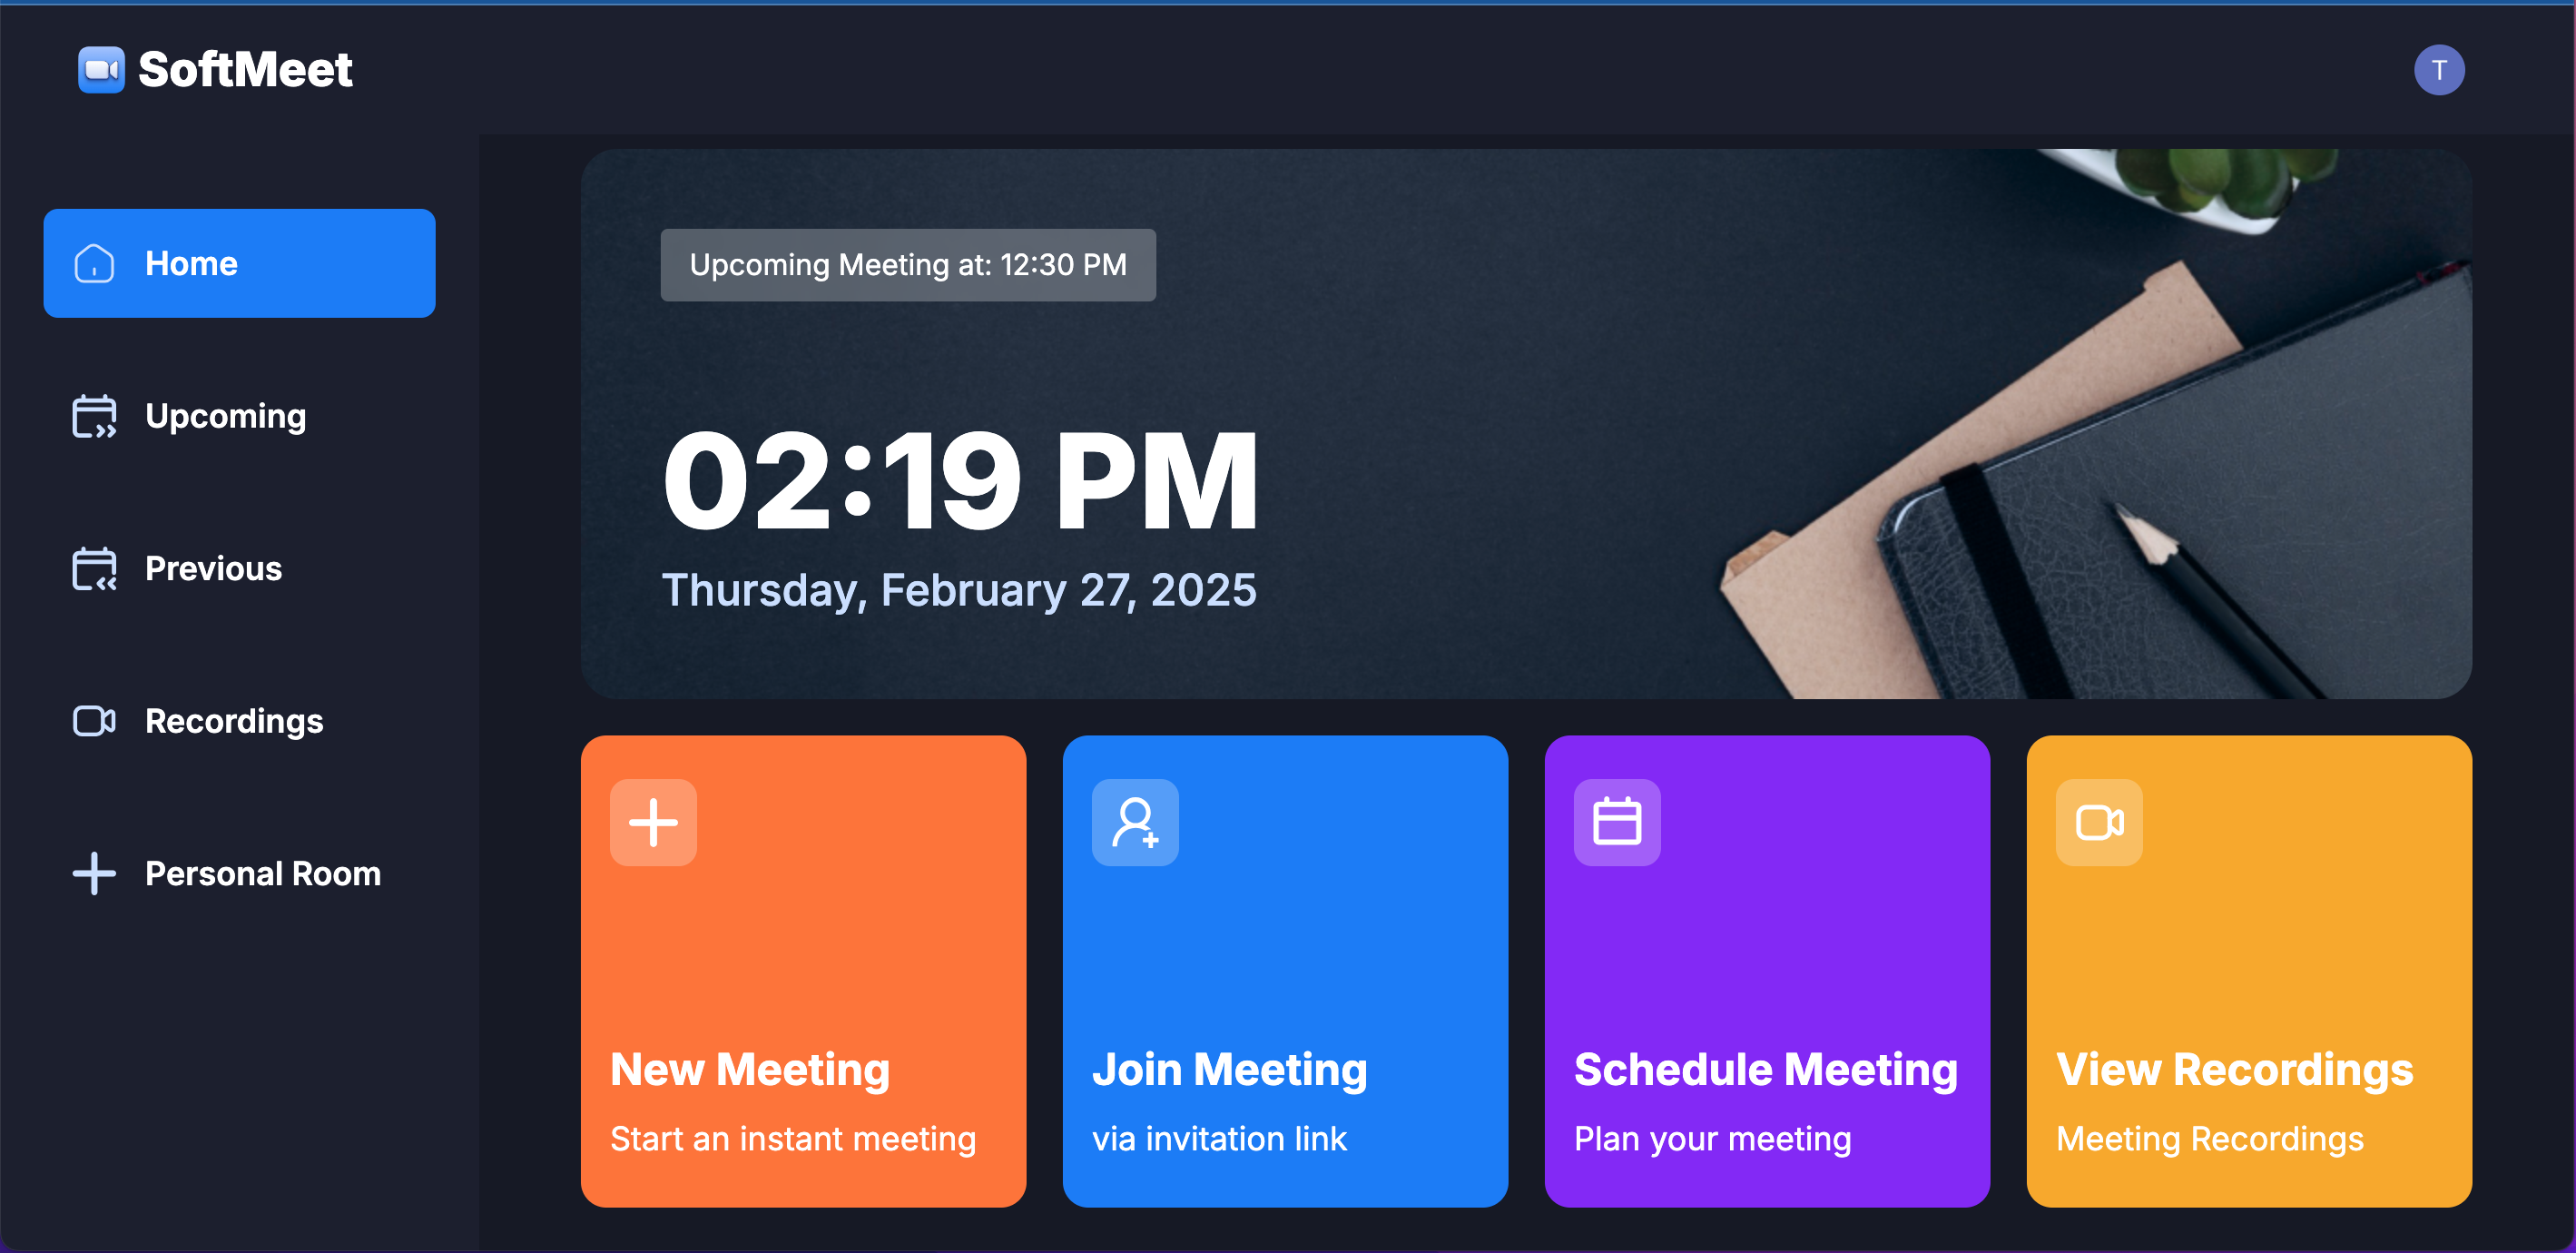 SoftMeet
T
Home
Upcoming
Previous
Recordings
Personal Room
Upcoming Meeting at: 12:30 PM
02:19 PM
Thursday, February 27, 2025
New Meeting
Start an instant meeting
Join Meeting
via invitation link
Schedule Meeting
Plan your meeting
View Recordings
Meeting Recordings